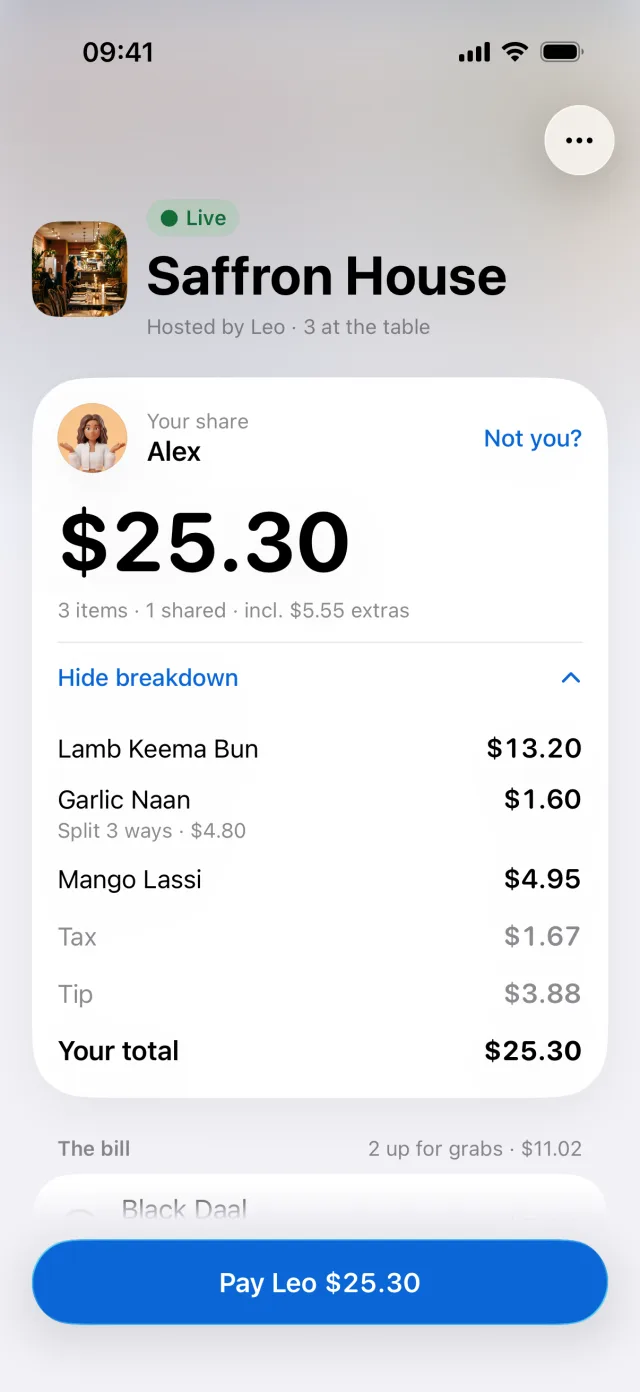 09:41
Live
Saffron House
Hosted by Leo · 3 at the table
Your share
Alex
Not you?
$25.30
3 items · 1 shared · incl. $5.55 extras
Hide breakdown
Lamb Keema Bun $13.20
Garlic Naan $1.60
Split 3 ways · $4.80
Mango Lassi $4.95
Tax $1.67
Tip $3.88
Your total $25.30
The bill 2 up for grabs · $11.02
Black Daal
Pay Leo $25.30